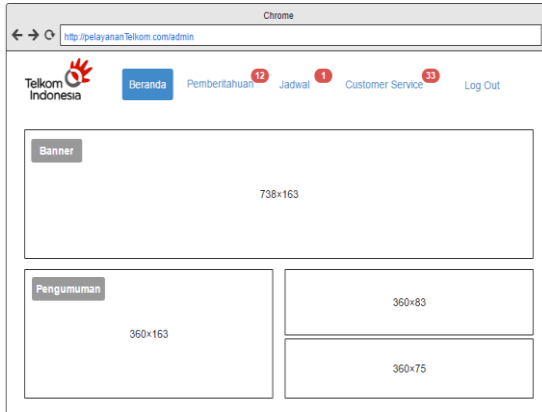 Chrome
http://pelayananTelkom.com/admin
Telkom
Indonesia
Beranda
Pemberitahuan 12
Jadwal 1
Customer Service 33
Log Out
Banner
738×163
Pengumuman
360×163
360×83
360×75